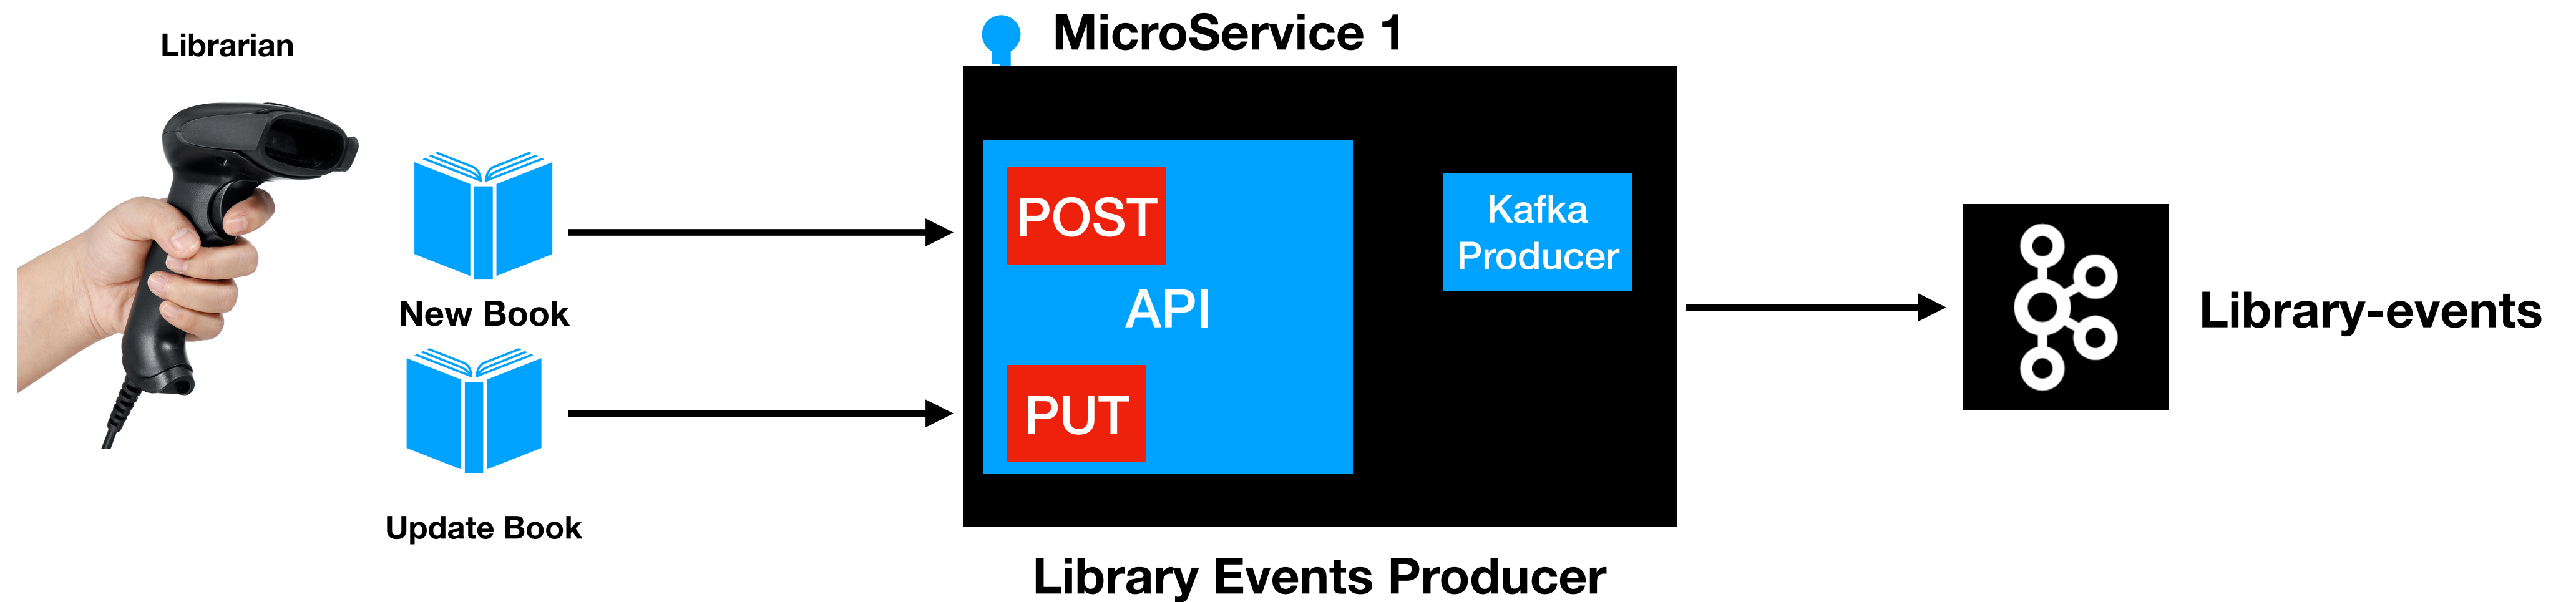 Librarian
New Book
Update Book
MicroService 1
POST
API
PUT
Kafka
Producer
Library Events Producer
Library-events